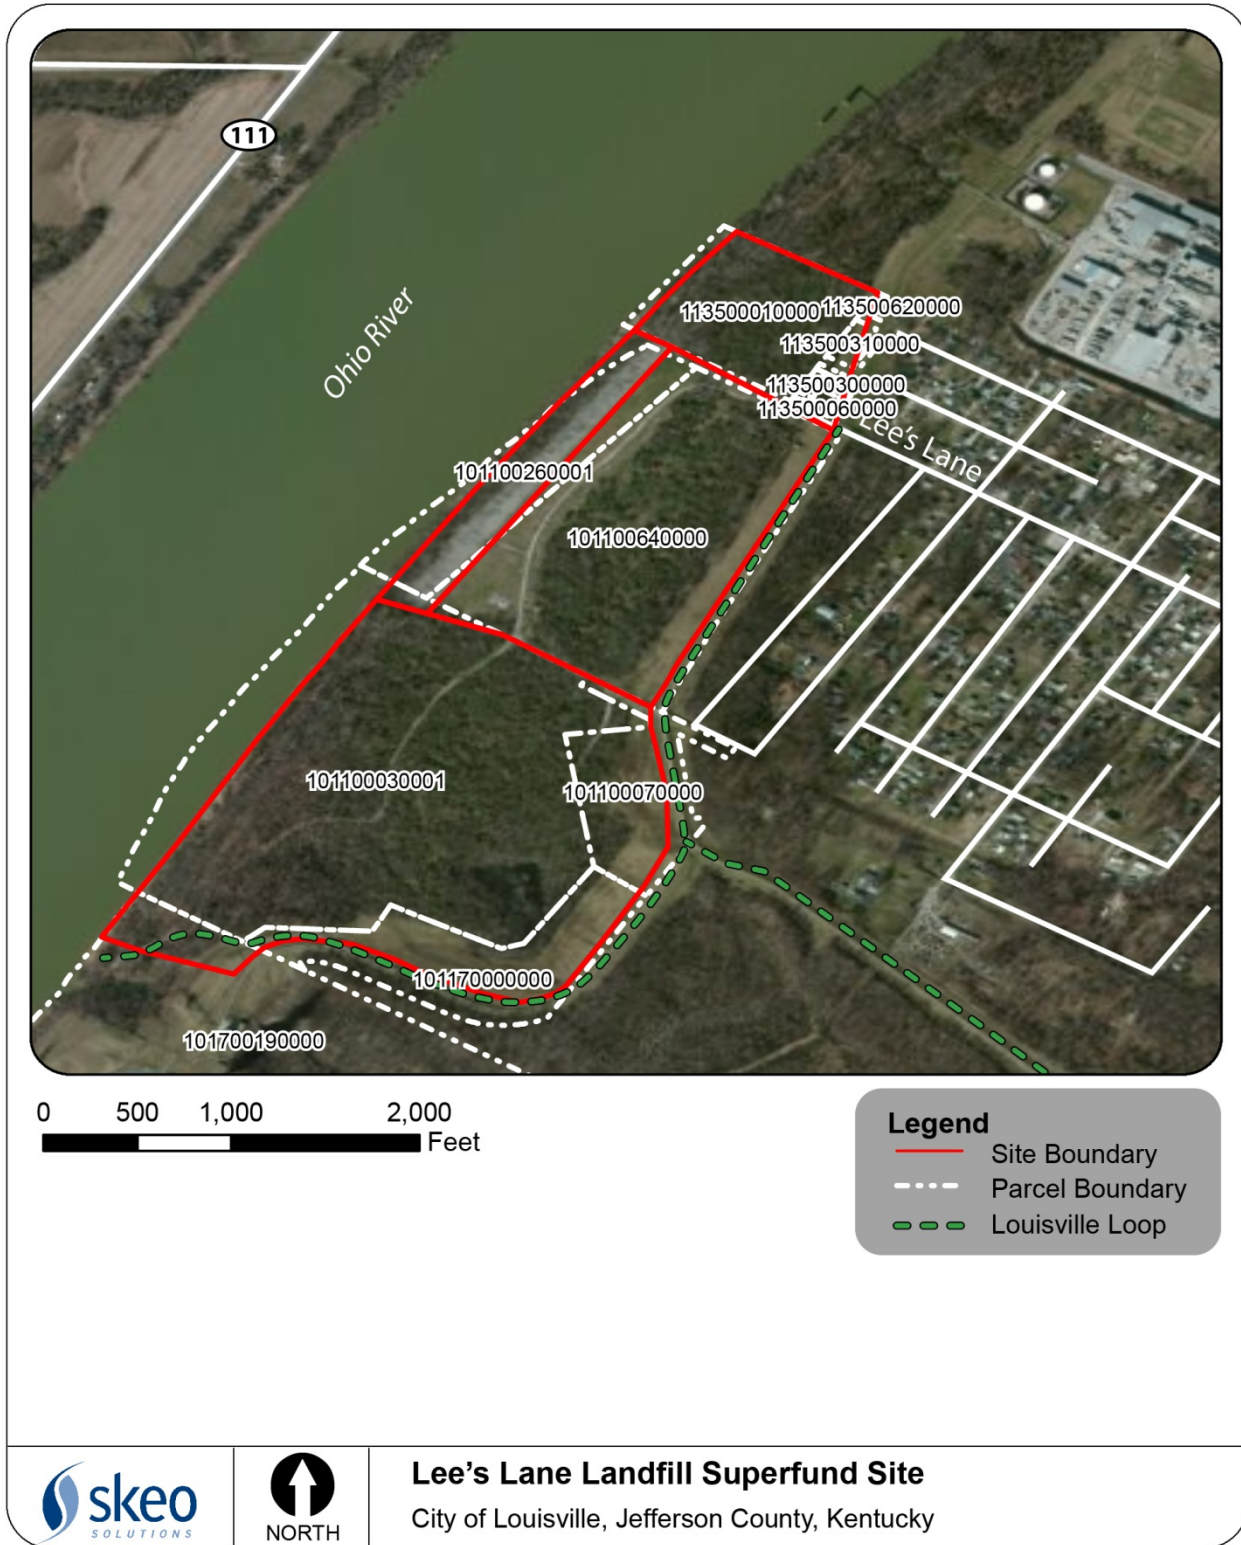 111
Ohio River
113500010000
113500620000
113500310000
113500300000
113500060000
Lee's Lane
101100260001
101100640000
101100030001
101100070000
101170000000
101700190000
0 500 1,000 2,000
Feet
Legend
Site Boundary
Parcel Boundary
Louisville Loop
skeo
SOLUTIONS
NORTH
Lee's Lane Landfill Superfund Site
City of Louisville, Jefferson County, Kentucky